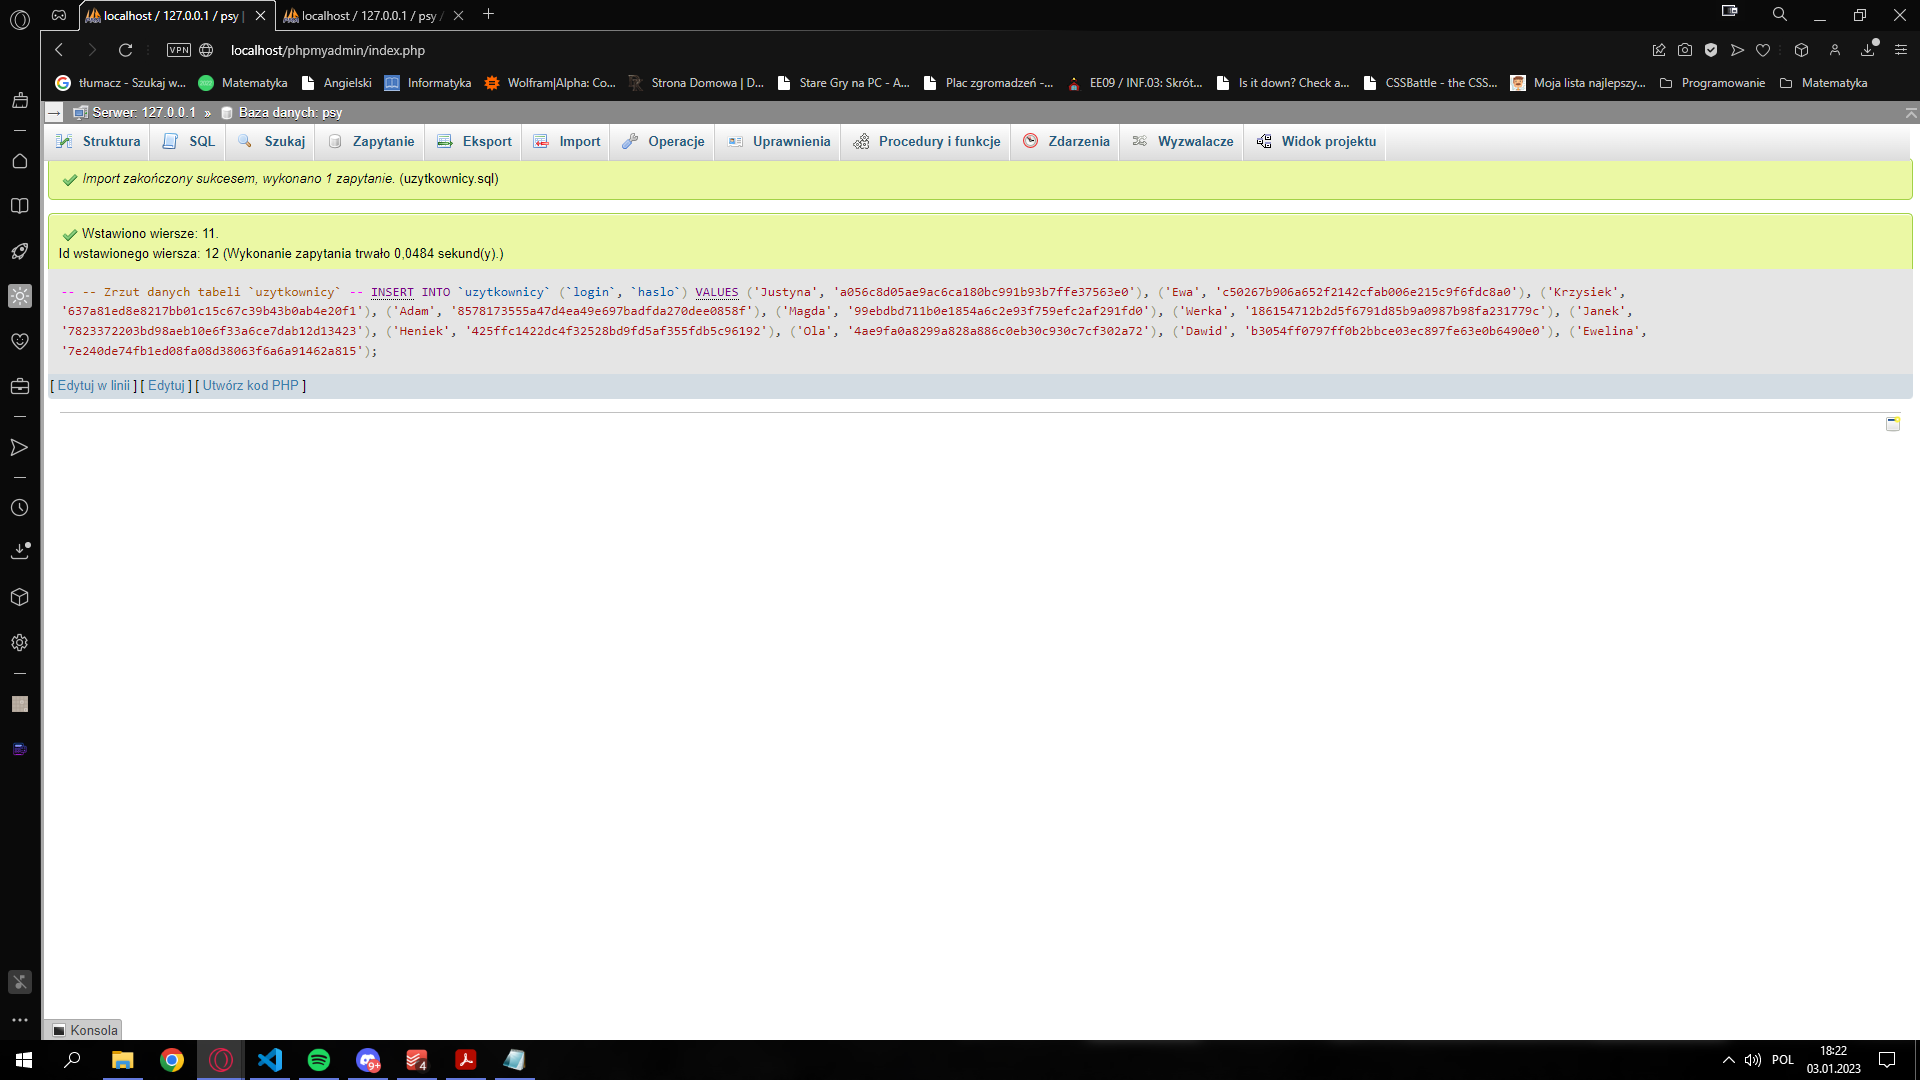 localhost / 127.0.0.1 / psy |
localhost / 127.0.0.1 / psy /
VPN
localhost/phpmyadmin/index.php
tłumacz - Szukaj w...
Matematyka
Angielski
Informatyka
Wolfram|Alpha: Co...
Strona Domowa | D...
Stare Gry na PC - A...
Plac zgromadzeń -...
EE09 / INF.03: Skrót...
Is it down? Check a...
CSSBattle - the CSS...
Moja lista najlepszy...
Programowanie
Matematyka
Serwer: 127.0.0.1 » Baza danych: psy
Struktura
SQL
Szukaj
Zapytanie
Eksport
Import
Operacje
Uprawnienia
Procedury i funkcje
Zdarzenia
Wyzwalacze
Widok projektu
Import zakończony sukcesem, wykonano 1 zapytanie. (uzytkownicy.sql)
Wstawiono wiersze: 11.
Id wstawionego wiersza: 12 (Wykonanie zapytania trwało 0,0484 sekund(y).)
-- -- Zrzut danych tabeli `uzytkownicy` -- INSERT INTO `uzytkownicy` (`login`, `haslo`) VALUES ('Justyna', 'a056c8d05ae9ac6ca180bc991b93b7ffe37563e0'), ('Ewa', 'c50267b906a652f2142cfab006e215c9f6fdc8a0'), ('Krzysiek',
'637a81ed8e8217bb01c15c67c39b43b0ab4e20f1'), ('Adam', '8578173555a47d4ea49e697badfda270dee0858f'), ('Magda', '99ebdbd711b0e1854a6c2e93f759efc2af291fd0'), ('Werka', '186154712b2d5f6791d85b9a0987b98fa231779c'), ('Janek',
'7823372203bd98aeb10e6f33a6ce7dab12d13423'), ('Heniek', '425ffc1422dc4f32528bd9fd5af355fdb5c96192'), ('Ola', '4ae9fa0a8299a828a886c0eb30c930c7cf302a72'), ('Dawid', 'b3054ff0797ff0b2bbce03ec897fe63e0b6490e0'), ('Ewelina',
'7e240de74fb1ed08fa08d38063f6a6a91462a815');
[ Edytuj w linii ] [ Edytuj ] [ Utwórz kod PHP ]
Konsola
9+
4
POL
18:22
03.01.2023